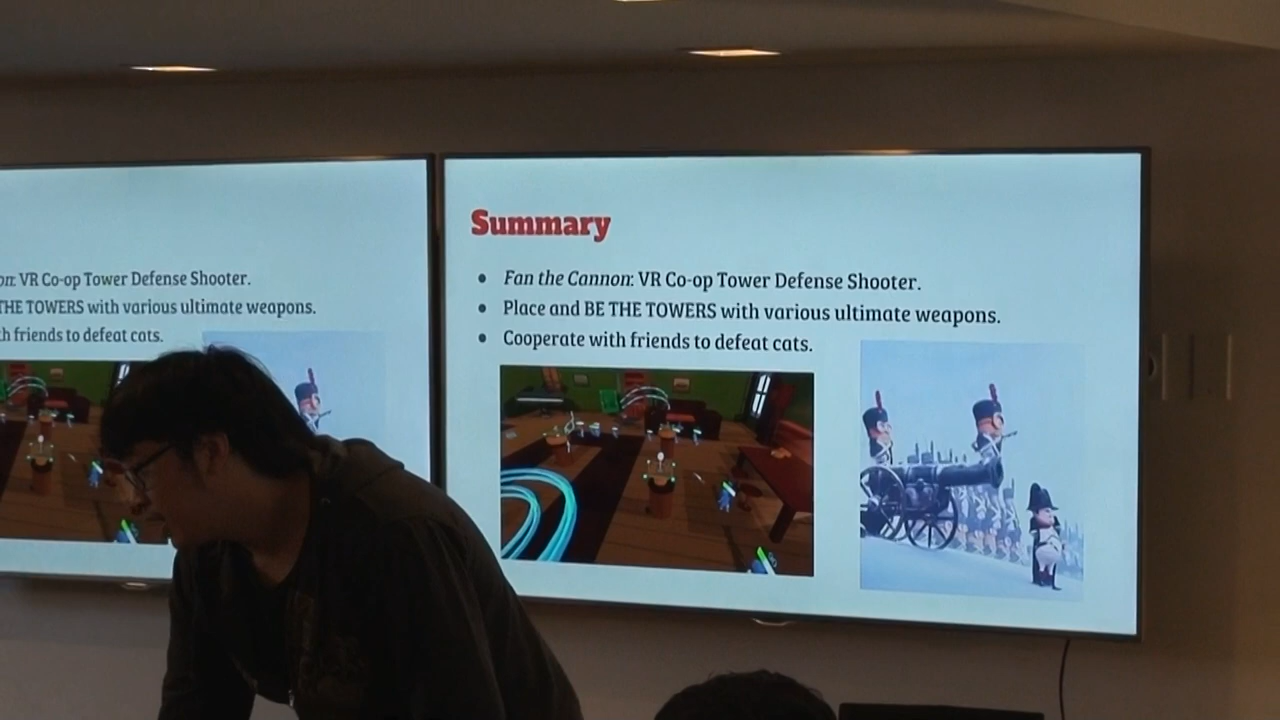 Summary
Fan the Cannon: VR Co-op Tower Defense Shooter.
Place and BE THE TOWERS with various ultimate weapons.
Cooperate with friends to defeat cats.
VR Co-op Tower Defense Shooter.
THE TOWERS with various ultimate weapons.
friends to defeat cats.